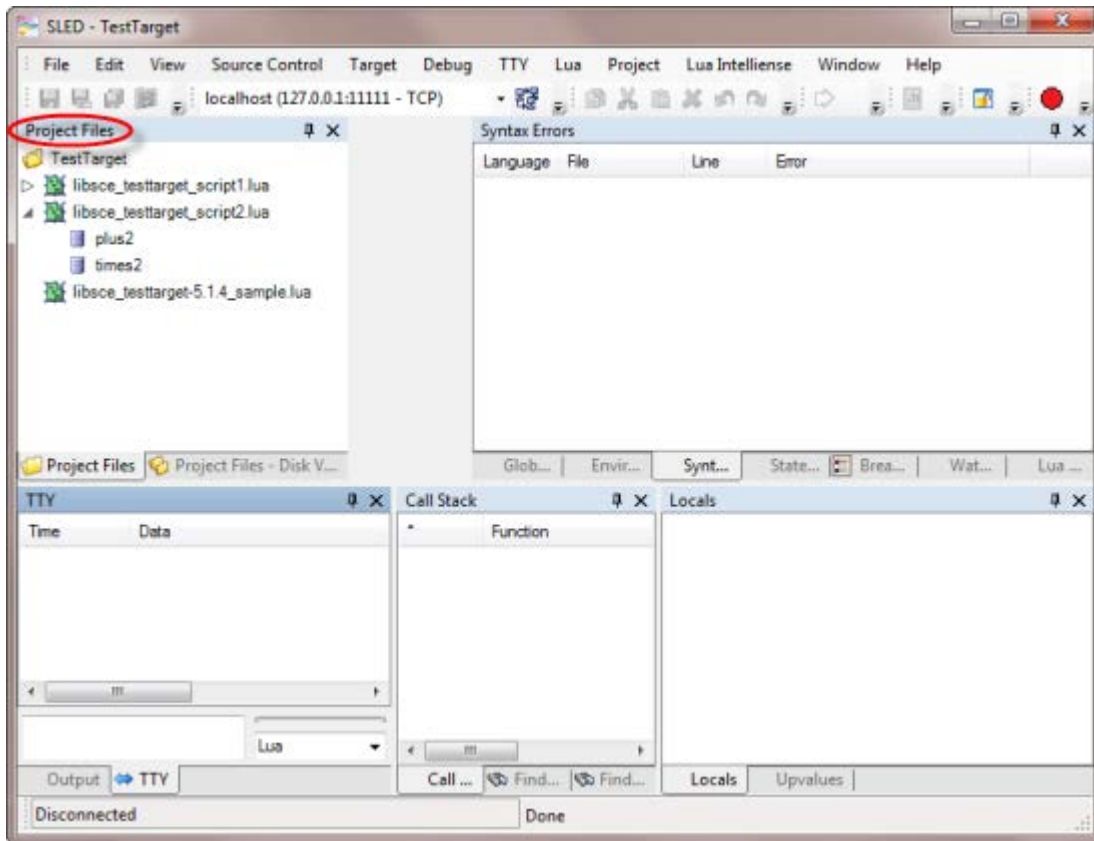 SLED - TestTarget
File Edit View Source Control Target Debug TTY Lua Project Lua Intelliense Window Help
localhost (127.0.0.1:11111 - TCP)
Project Files
TestTarget
libsce_testtarget_script1.lua
libsce_testtarget_script2.lua
plus2
times2
libsce_testtarget-5.1.4_sample.lua
Project Files Project Files - Disk V...
Syntax Errors
Language File Line Error
Glob... Envir... Synt... State... Brea... Wat... Lua ...
TTY
Time Data
Lua
Output TTY
Call Stack
* Function
Call ... Find... Find...
Locals
Locals Upvalues
Disconnected Done